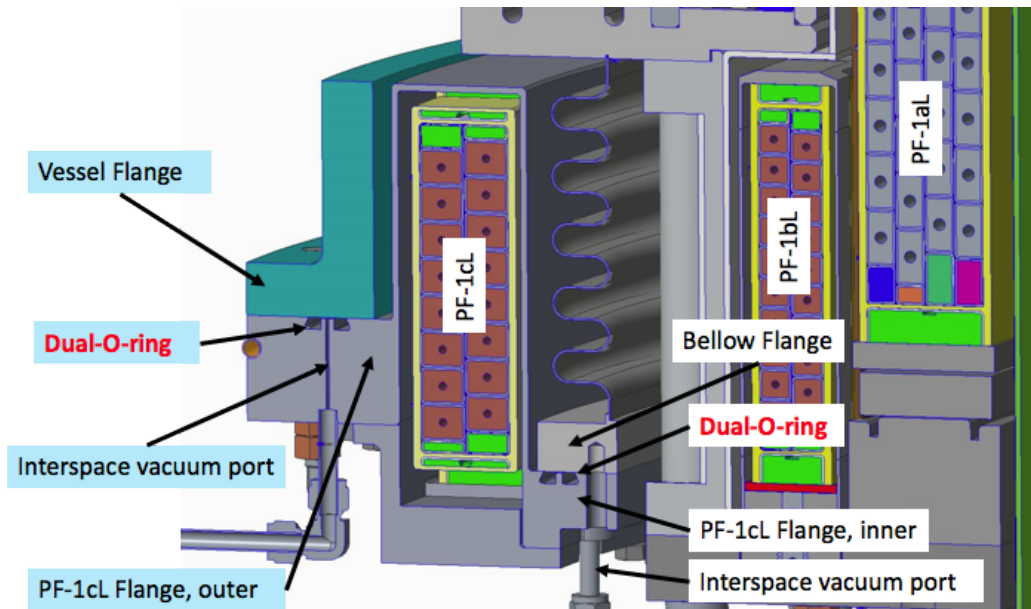 PF-1aL
Vessel Flange
PF-1cL
PF-1bL
Dual-O-ring
Bellow Flange
Dual-O-ring
Interspace vacuum port
PF-1cL Flange, inner
PF-1cL Flange, outer
Interspace vacuum port